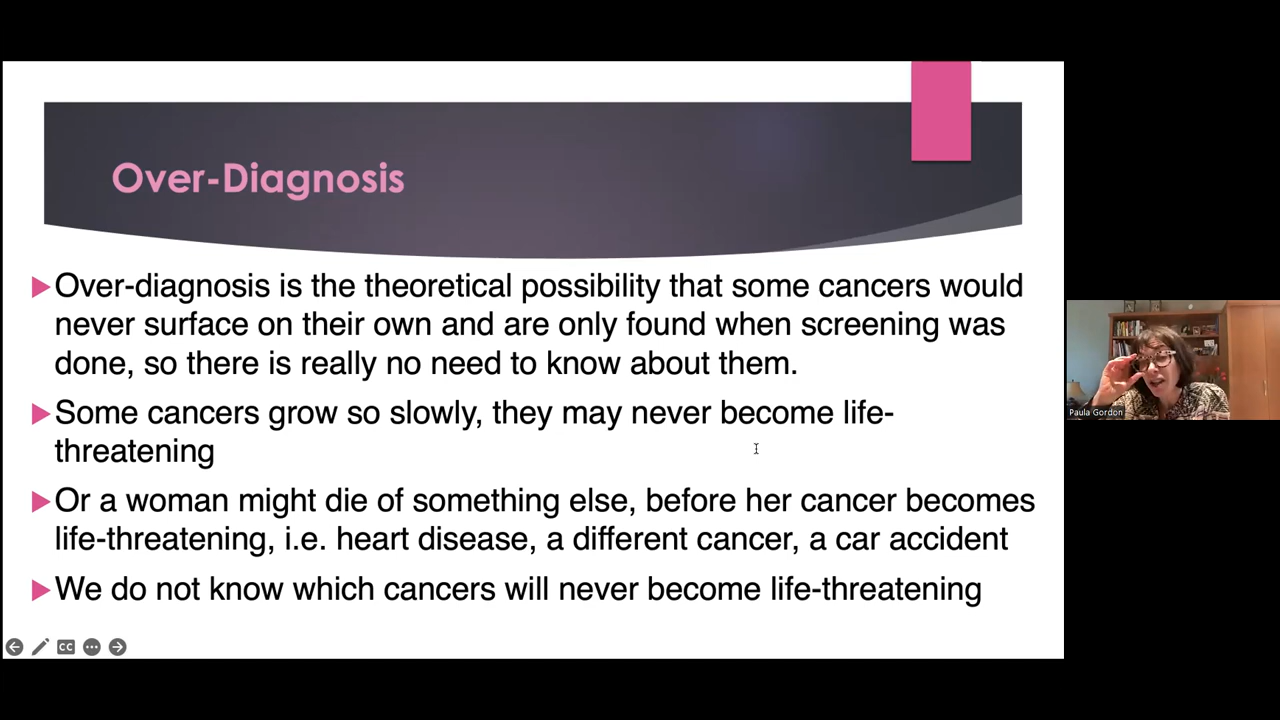 Over-Diagnosis
Over-diagnosis is the theoretical possibility that some cancers would
never surface on their own and are only found when screening was
done, so there is really no need to know about them.
Some cancers grow so slowly, they may never become life-
threatening
Or a woman might die of something else, before her cancer becomes
life-threatening, i.e. heart disease, a different cancer, a car accident
We do not know which cancers will never become life-threatening
CC
Paula Gordon